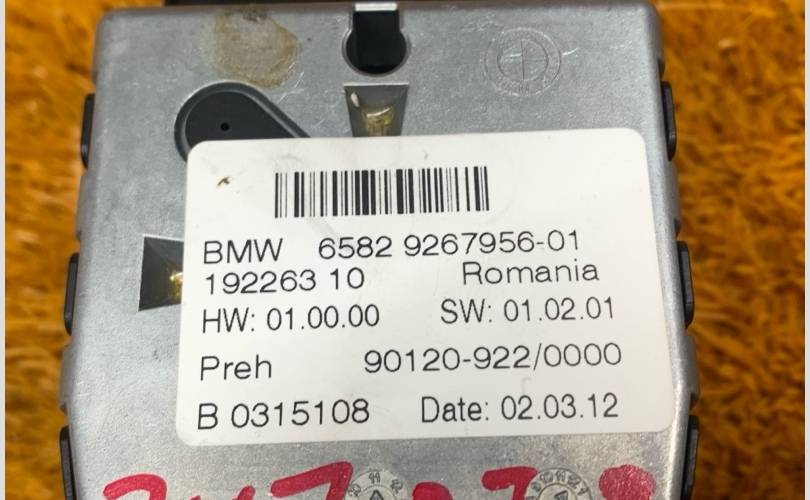 BMW 6582 9267956-01
192263 10 Romania
HW: 01.00.00 SW: 01.02.01
Preh 90120-922/0000
B 0315108 Date: 02.03.12